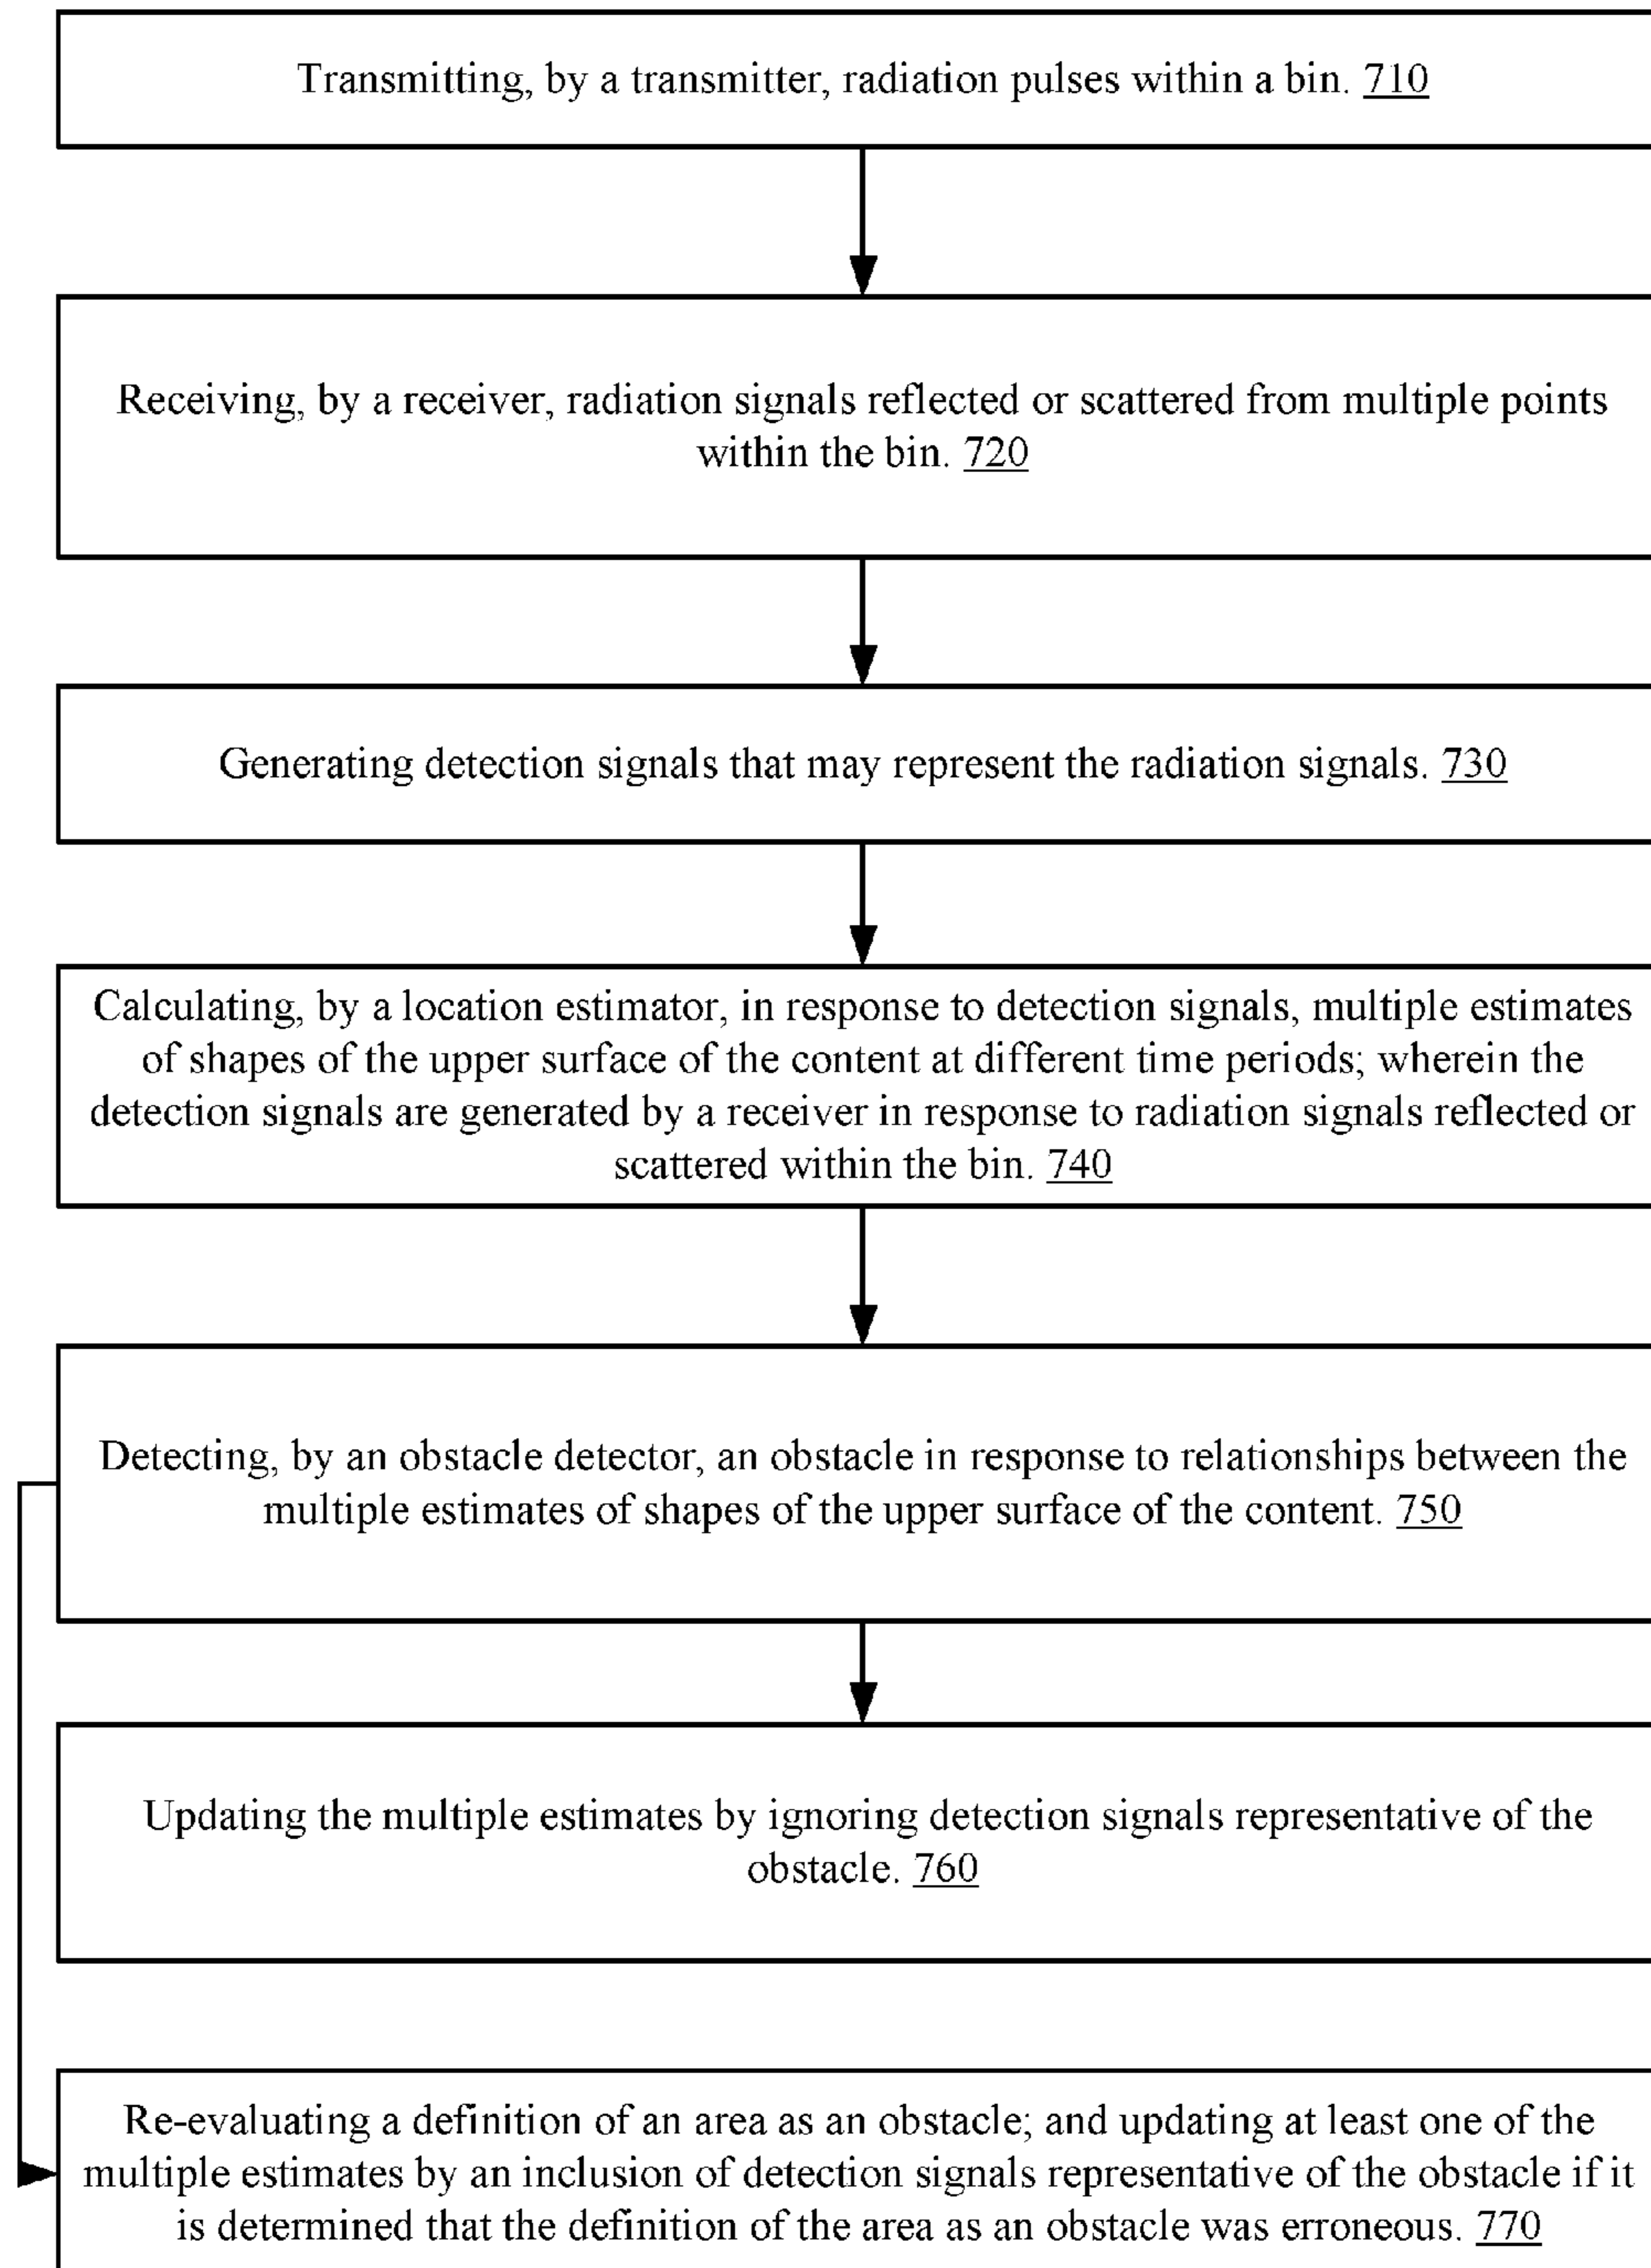 Transmitting, by a transmitter, radiation pulses within a bin. 710
Receiving, by a receiver, radiation signals reflected or scattered from multiple points
within the bin. 720
Generating detection signals that may represent the radiation signals. 730
Calculating, by a location estimator, in response to detection signals, multiple estimates
of shapes of the upper surface of the content at different time periods; wherein the
detection signals are generated by a receiver in response to radiation signals reflected or
scattered within the bin. 740
Detecting, by an obstacle detector, an obstacle in response to relationships between the
multiple estimates of shapes of the upper surface of the content. 750
Updating the multiple estimates by ignoring detection signals representative of the
obstacle. 760
Re-evaluating a definition of an area as an obstacle; and updating at least one of the
multiple estimates by an inclusion of detection signals representative of the obstacle if it
is determined that the definition of the area as an obstacle was erroneous. 770